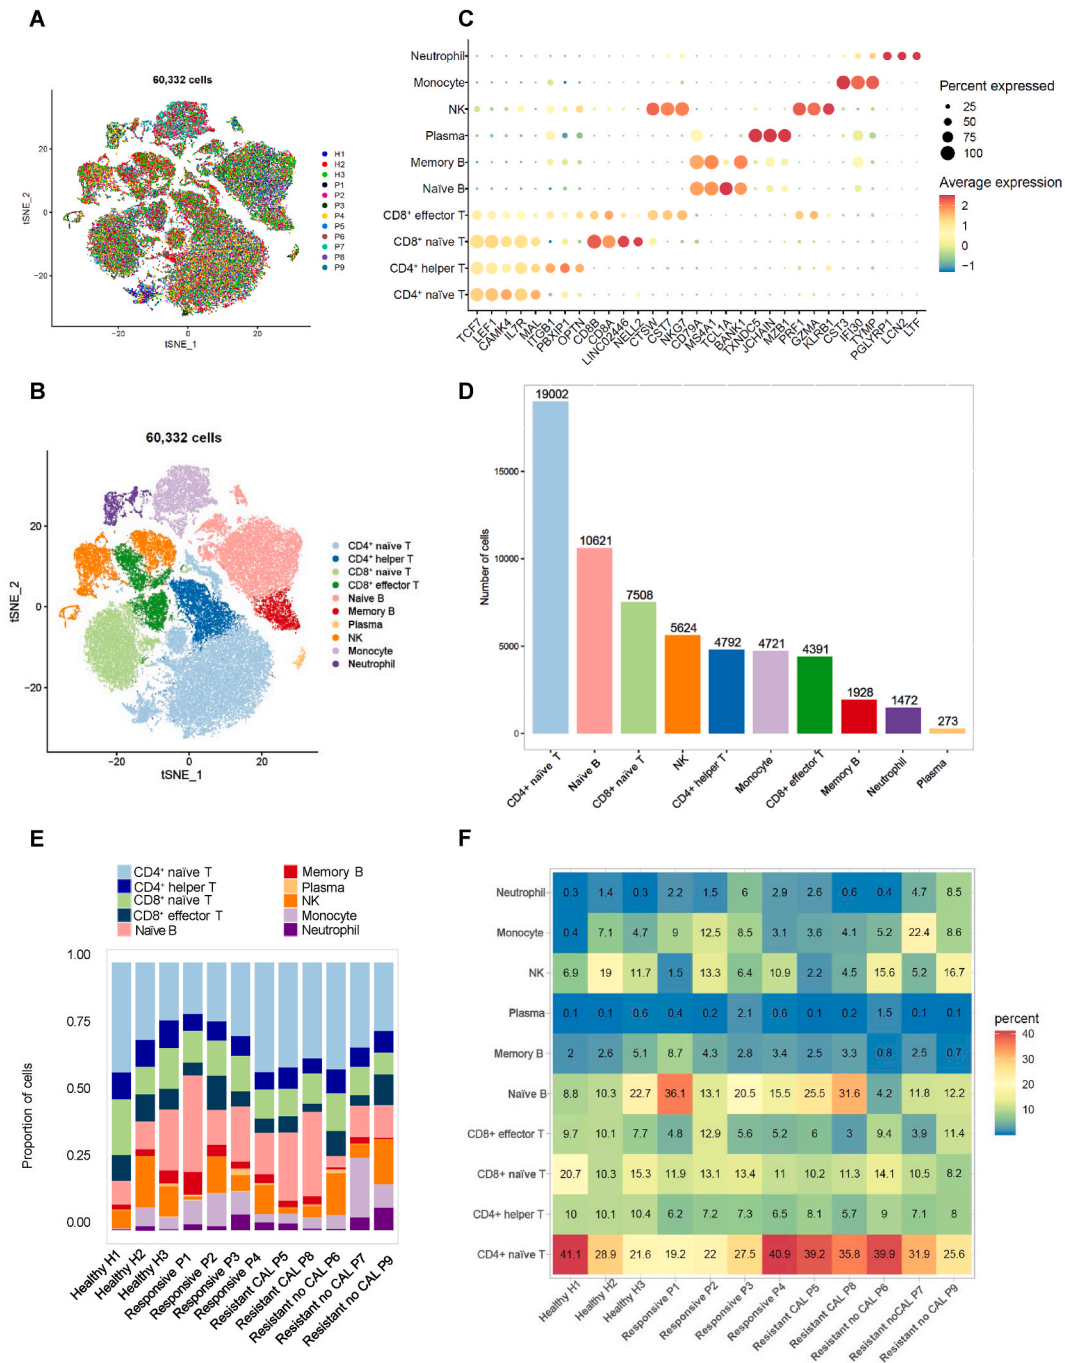 A
60,332 cells
tSNE_2
20
0
−20
−20
0
20
tSNE_1
H1
H2
H3
P1
P2
P3
P4
P5
P6
P7
P8
P9
C
Neutrophil
Monocyte
NK
Plasma
Memory B
Naïve B
CD8⁺ effector T
CD8⁺ naïve T
CD4⁺ helper T
CD4⁺ naïve T
TCF7
LEF1
CAMK4
IL7R
MAL
ITGB1
PBXIP1
OPTN
CD8B
CD8A
LINC02446
NELL2
CTSW
CST7
NKG7
CD79A
MS4A1
TCL1A
BANK1
TXNDC5
JCHAIN
MZB1
PRF1
GZMA
KLRB1
CST3
IFI30
TYMP
PGLYRP1
LCN2
LTF
Percent expressed
25
50
75
100
Average expression
2
1
0
−1
B
60,332 cells
tSNE_2
20
0
−20
−20
0
20
tSNE_1
CD4⁺ naïve T
CD4⁺ helper T
CD8⁺ naïve T
CD8⁺ effector T
Naive B
Memory B
Plasma
NK
Monocyte
Neutrophil
D
Number of cells
15000
10000
5000
0
19002
10621
7508
5624
4792
4721
4391
1928
1472
273
CD4+ naïve T
Naïve B
CD8+ naïve T
NK
CD4+ helper T
Monocyte
CD8+ effector T
Memory B
Neutrophil
Plasma
E
CD4⁺ naïve T
CD4⁺ helper T
CD8⁺ naïve T
CD8⁺ effector T
Naïve B
Memory B
Plasma
NK
Monocyte
Neutrophil
Proportion of cells
1.00
0.75
0.50
0.25
0.00
Healthy H1
Healthy H2
Healthy H3
Responsive P1
Responsive P2
Responsive P3
Responsive P4
Resistant CAL P5
Resistant CAL P8
Resistant no CAL P6
Resistant no CAL P7
Resistant no CAL P9
F
Neutrophil 0.3 1.4 0.3 2.2 1.5 6 2.9 2.6 0.6 0.4 4.7 8.5
Monocyte 0.4 7.1 4.7 9 12.5 8.5 3.1 3.6 4.1 5.2 22.4 8.6
NK 6.9 19 11.7 1.5 13.3 6.4 10.9 2.2 4.5 15.6 5.2 16.7
Plasma 0.1 0.1 0.6 0.4 0.2 2.1 0.6 0.1 0.2 1.5 0.1 0.1
Memory B 2 2.6 5.1 8.7 4.3 2.8 3.4 2.5 3.3 0.8 2.5 0.7
Naïve B 8.8 10.3 22.7 36.1 13.1 20.5 15.5 25.5 31.6 4.2 11.8 12.2
CD8+ effector T 9.7 10.1 7.7 4.8 12.9 5.6 5.2 6 3 9.4 3.9 11.4
CD8+ naïve T 20.7 10.3 15.3 11.9 13.1 13.4 11 10.2 11.3 14.1 10.5 8.2
CD4+ helper T 10 10.1 10.4 6.2 7.2 7.3 6.5 8.1 5.7 9 7.1 8
CD4+ naïve T 41.1 28.9 21.6 19.2 22 27.5 40.9 39.2 35.8 39.9 31.9 25.6
Healthy H1
Healthy H2
Healthy H3
Responsive P1
Responsive P2
Responsive P3
Responsive P4
Resistant CAL P5
Resistant CAL P8
Resistant no CAL P6
Resistant noCAL P7
Resistant no CAL P9
percent
40
30
20
10